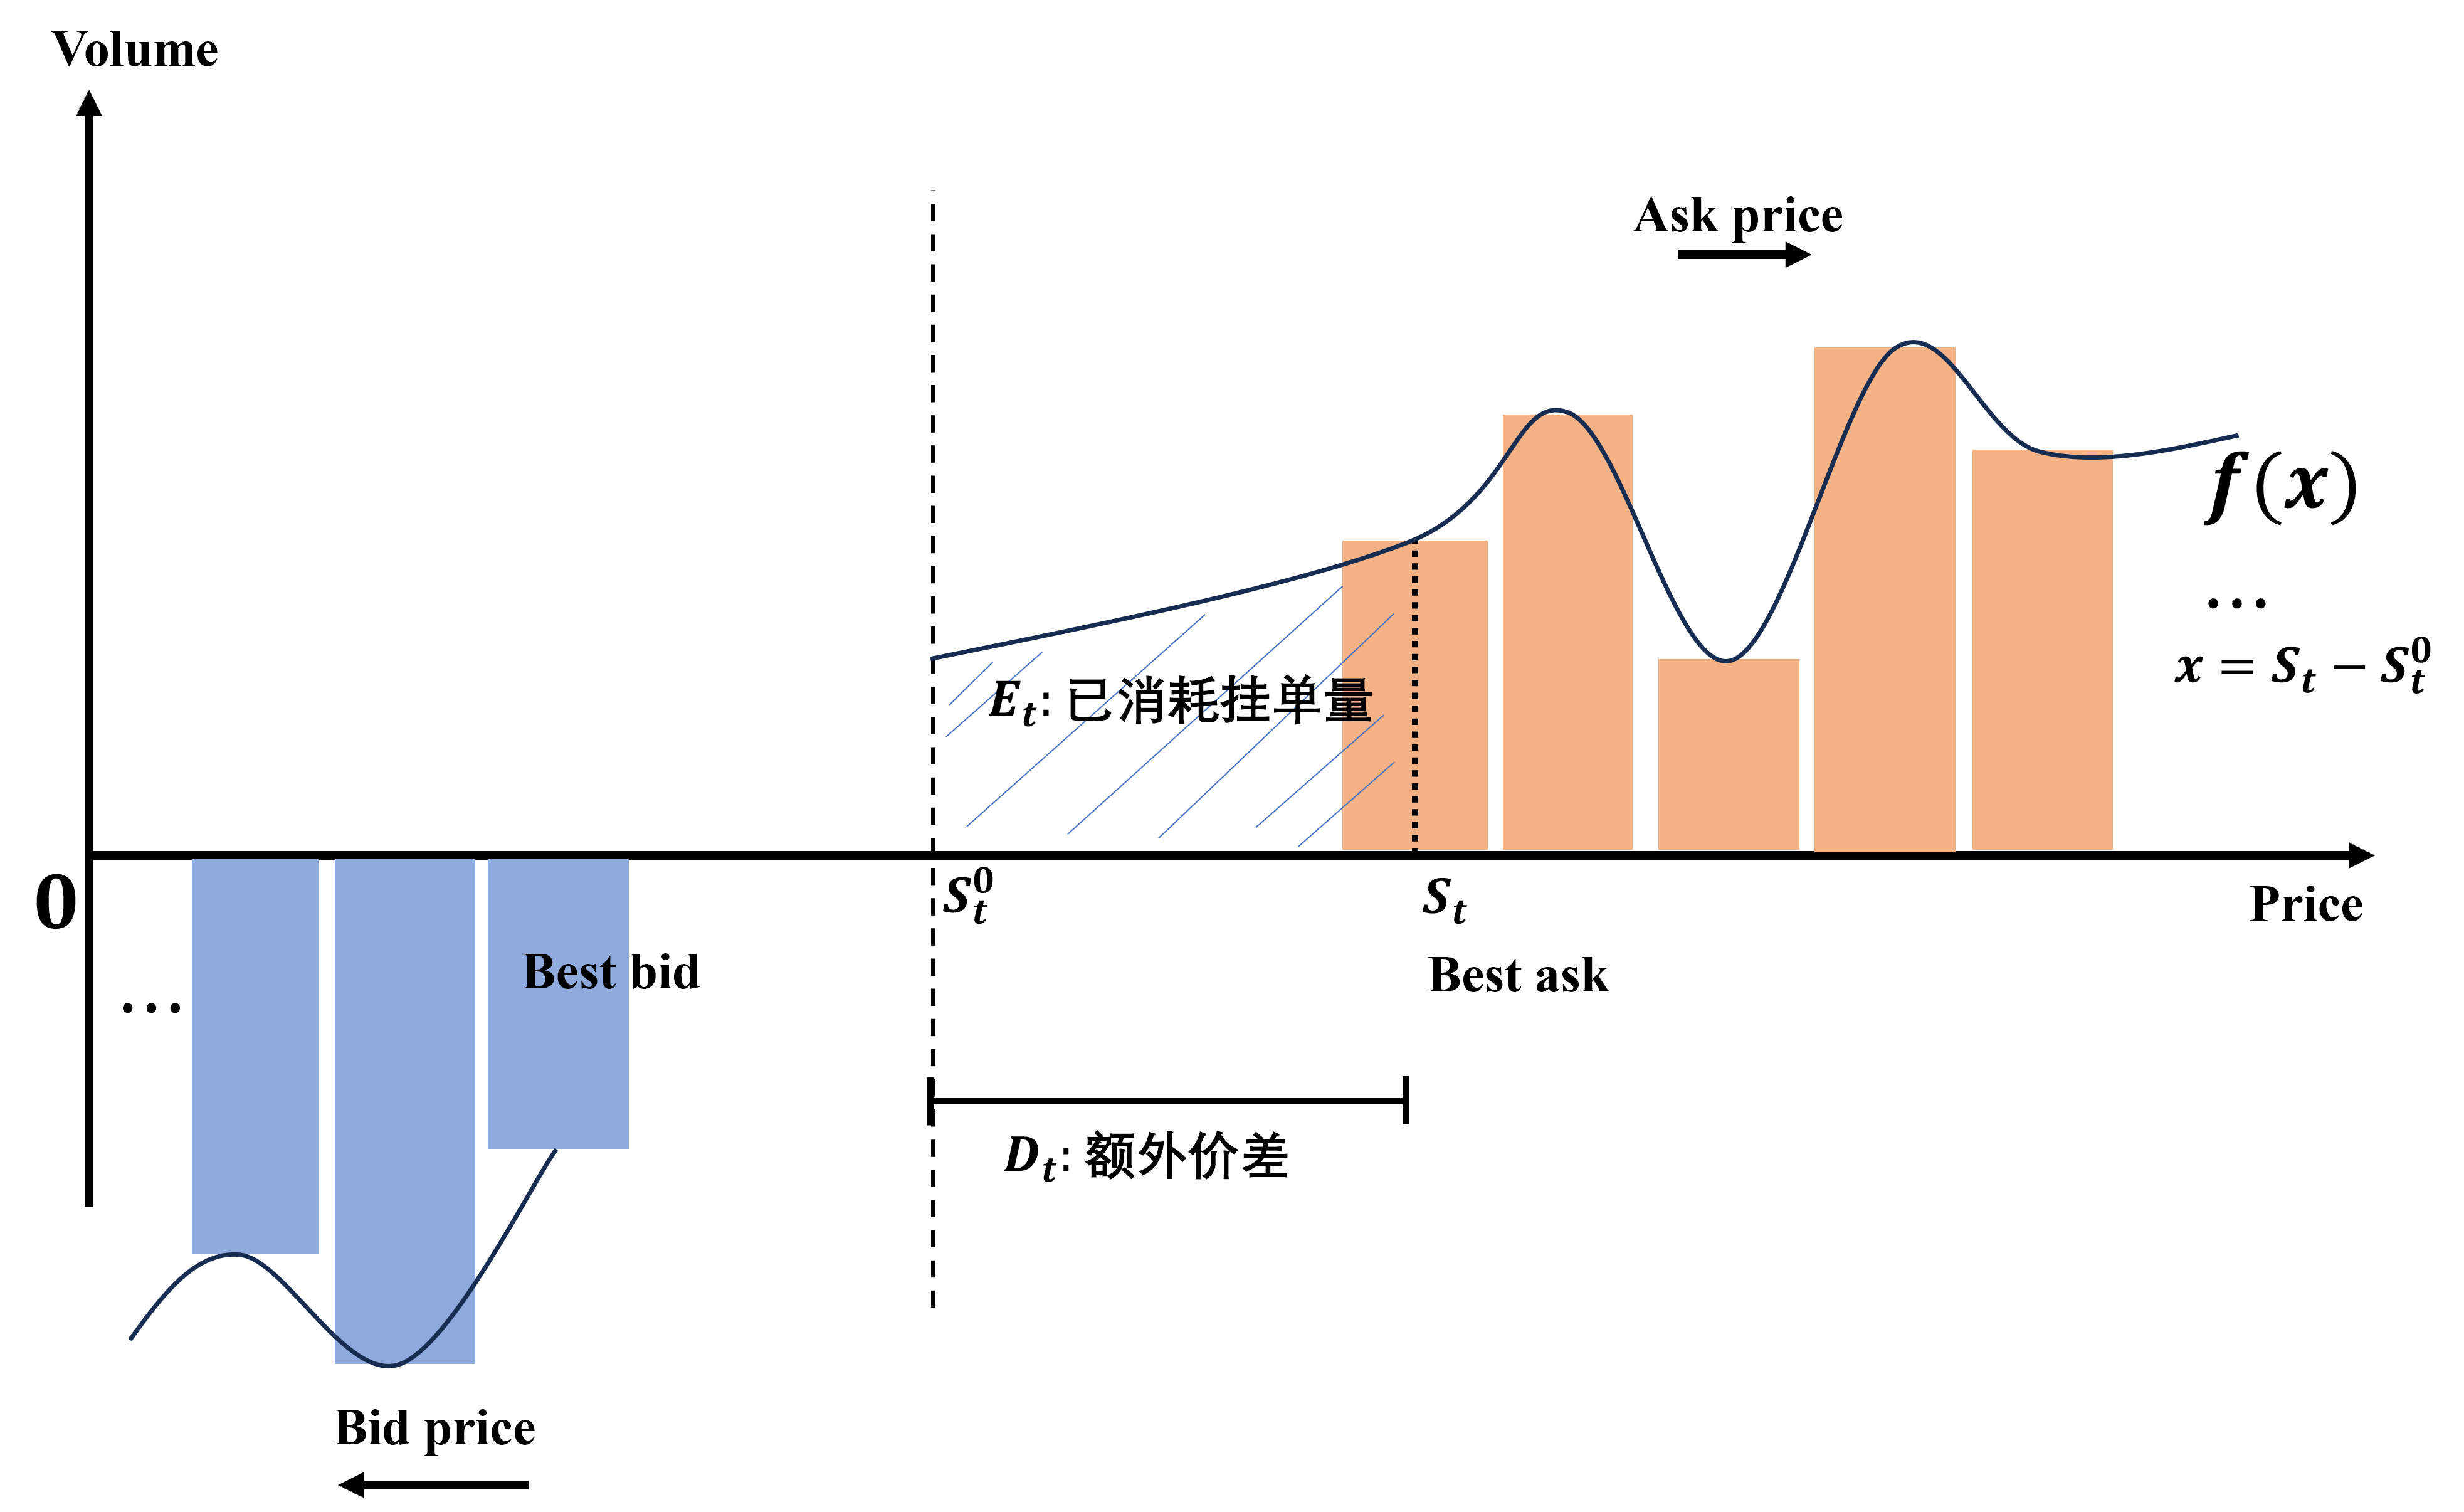 Volume
Ask price
f(x)
…
x = S_t − S_t^0
E_t: 已消耗挂单量
0
S_t^0
S_t
Price
Best bid
Best ask
…
D_t: 额外价差
Bid price